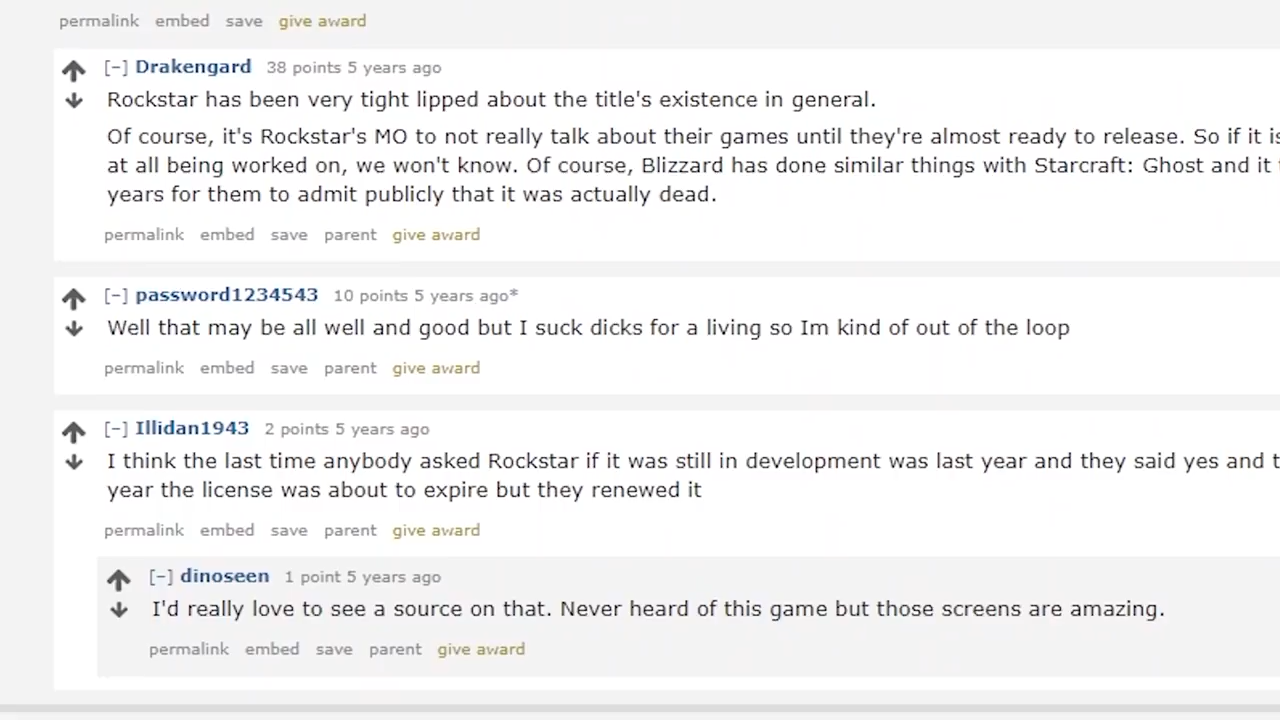 permalink embed save give award
[–] Drakengard 38 points 5 years ago
Rockstar has been very tight lipped about the title's existence in general.
Of course, it's Rockstar's MO to not really talk about their games until they're almost ready to release. So if it is
at all being worked on, we won't know. Of course, Blizzard has done similar things with Starcraft: Ghost and it
years for them to admit publicly that it was actually dead.
permalink embed save parent give award
[–] password1234543 10 points 5 years ago*
Well that may be all well and good but I suck dicks for a living so Im kind of out of the loop
permalink embed save parent give award
[–] Illidan1943 2 points 5 years ago
I think the last time anybody asked Rockstar if it was still in development was last year and they said yes and
year the license was about to expire but they renewed it
permalink embed save parent give award
[–] dinoseen 1 point 5 years ago
I'd really love to see a source on that. Never heard of this game but those screens are amazing.
permalink embed save parent give award